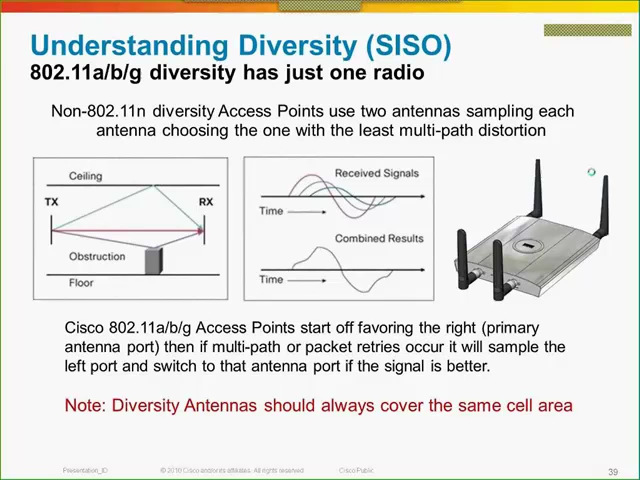 Understanding Diversity (SISO)
802.11a/b/g diversity has just one radio
Non-802.11n diversity Access Points use two antennas sampling each
antenna choosing the one with the least multi-path distortion
Ceiling
TX
RX
Obstruction
Floor
Received Signals
Time
Combined Results
Time
Cisco 802.11a/b/g Access Points start off favoring the right (primary
antenna port) then if multi-path or packet retries occur it will sample the
left port and switch to that antenna port if the signal is better.
Note: Diversity Antennas should always cover the same cell area
Presentation_ID
© 2010 Cisco and/or its affiliates. All rights reserved.
Cisco Public
39